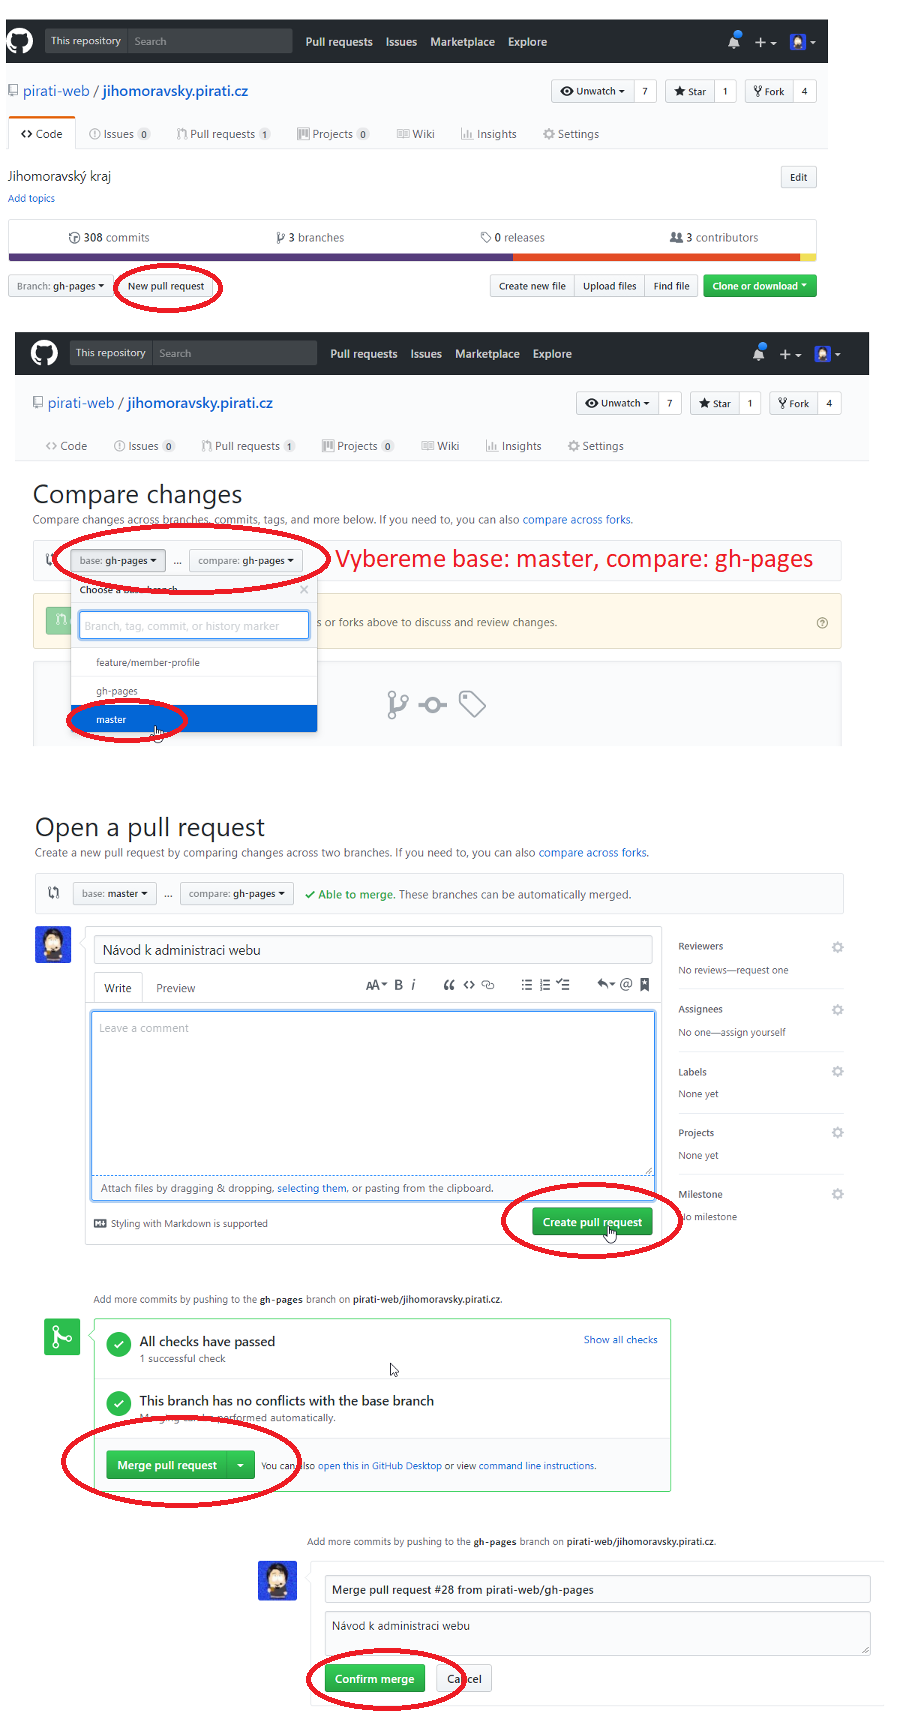 This repository Search Pull requests Issues Marketplace Explore
pirati-web / jihomoravsky.pirati.cz Unwatch 7 Star 1 Fork 4
Code Issues 0 Pull requests 1 Projects 0 Wiki Insights Settings
Jihomoravský kraj Edit
Add topics
308 commits 3 branches 0 releases 3 contributors
Branch: gh-pages New pull request Create new file Upload files Find file Clone or download
This repository Search Pull requests Issues Marketplace Explore
pirati-web / jihomoravsky.pirati.cz Unwatch 7 Star 1 Fork 4
Code Issues 0 Pull requests 1 Projects 0 Wiki Insights Settings
Compare changes
Compare changes across branches, commits, tags, and more below. If you need to, you can also compare across forks.
base: gh-pages ... compare: gh-pages Vybereme base: master, compare: gh-pages
Choose a base branch
Branch, tag, commit, or history marker s or forks above to discuss and review changes.
feature/member-profile
gh-pages
master
Open a pull request
Create a new pull request by comparing changes across two branches. If you need to, you can also compare across forks.
base: master ... compare: gh-pages Able to merge. These branches can be automatically merged.
Návod k administraci webu
Write Preview AA B i
Leave a comment
Attach files by dragging & dropping, selecting them, or pasting from the clipboard.
Styling with Markdown is supported Create pull request
Reviewers
No reviews—request one
Assignees
No one—assign yourself
Labels
None yet
Projects
None yet
Milestone
No milestone
Add more commits by pushing to the gh-pages branch on pirati-web/jihomoravsky.pirati.cz.
All checks have passed Show all checks
1 successful check
This branch has no conflicts with the base branch
Merging can be performed automatically.
Merge pull request You can also open this in GitHub Desktop or view command line instructions.
Add more commits by pushing to the gh-pages branch on pirati-web/jihomoravsky.pirati.cz.
Merge pull request #28 from pirati-web/gh-pages
Návod k administraci webu
Confirm merge Cancel